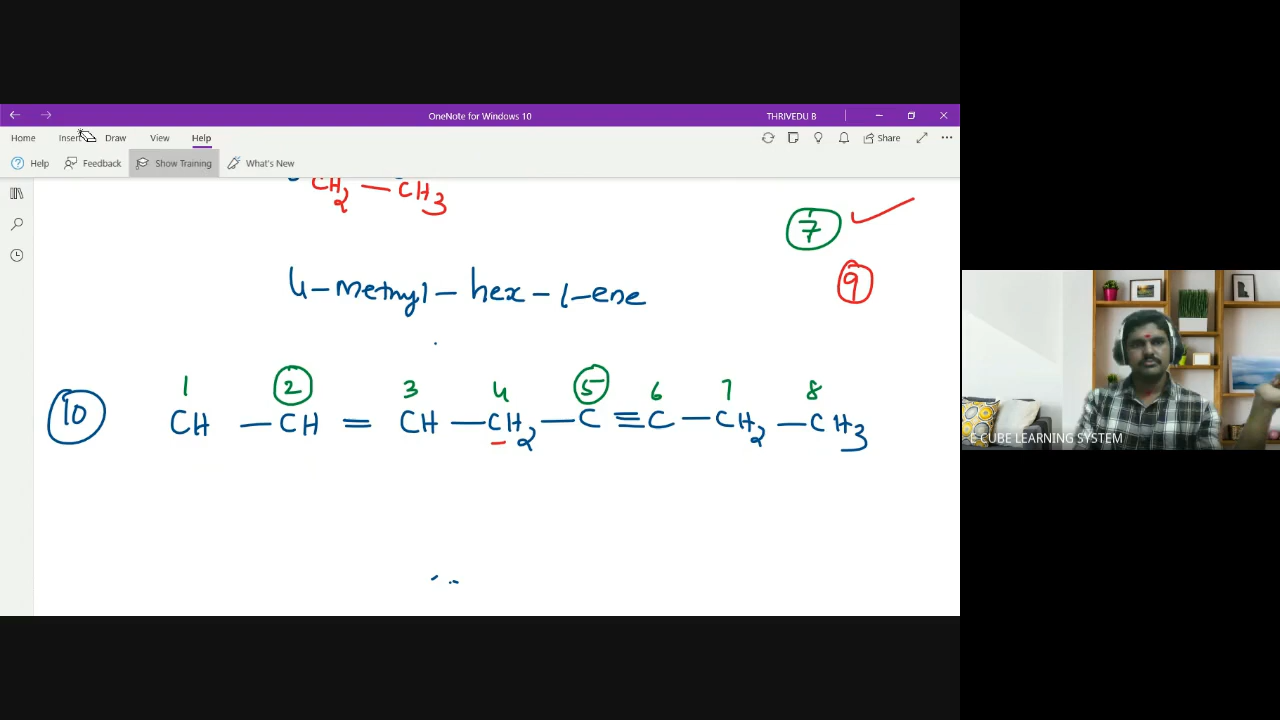 OneNote for Windows 10
THRIVEDU B
Home Insert Draw View Help
Share
Help Feedback Show Training What's New
CH2 — CH3
7
9
4-methyl-hex-1-ene
1 2 3 4 5 6 7 8
10 CH — CH = CH — CH2 — C ≡ C — CH2 — CH3
E CUBE LEARNING SYSTEM